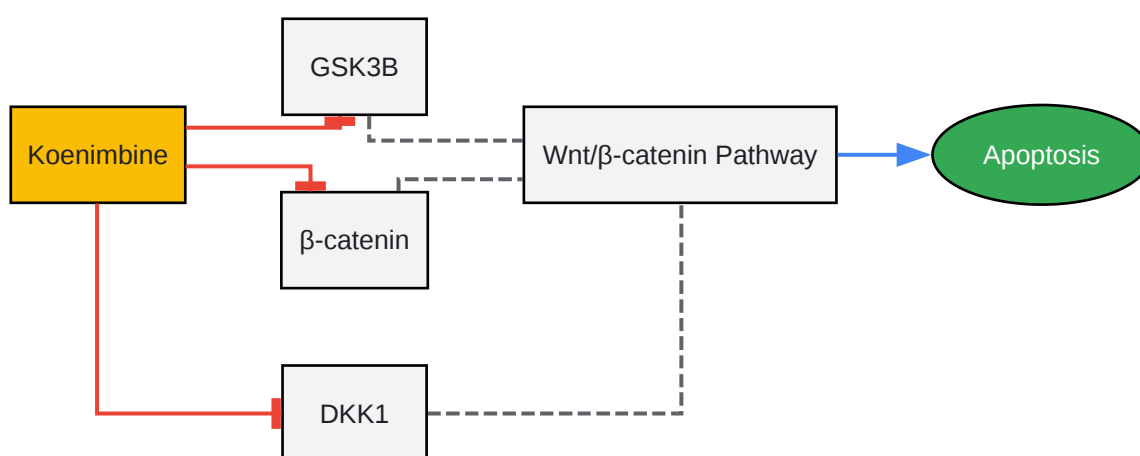 GSK3B
Koenimbine
Wnt/β-catenin Pathway
Apoptosis
β-catenin
DKK1